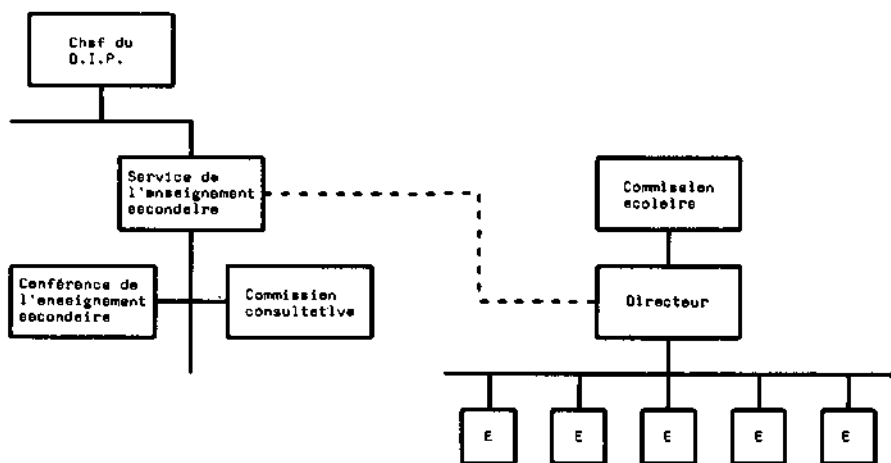 Chef du
D.I.P.
Service de
l'enseignement
secondaire
Commission
scolaire
Conférence de
l'enseignement
secondaire
Commission
consultative
Directeur
E E E E E